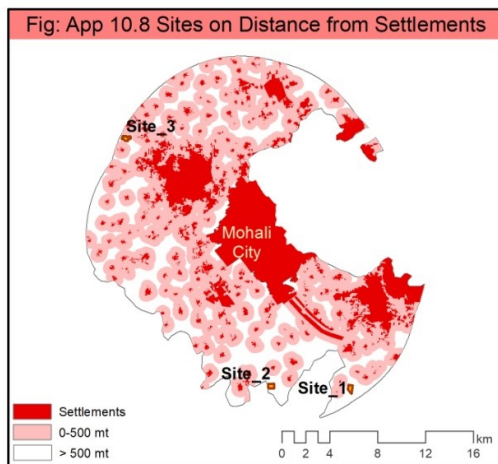 Fig: App 10.8 Sites on Distance from Settlements
Site_3
Mohali
City
Site_2
Site_1
Settlements
0-500 mt
> 500 mt
km
0 1 2 4 8 12 16